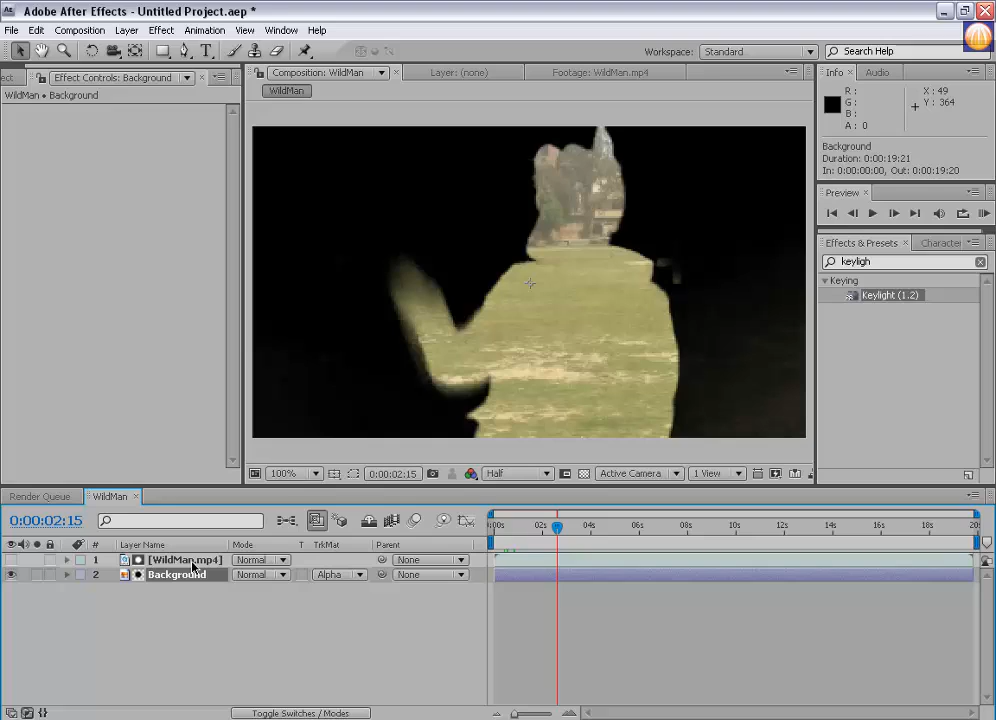 Adobe After Effects - Untitled Project.aep *
File Edit Composition Layer Effect Animation View Window Help
Workspace: Standard Search Help
ect Effect Controls: Background Composition: WildMan Layer: (none) Footage: WildMan.mp4 Info Audio
WildMan • Background
WildMan
R :
G :
B :
A : 0
X : 49
Y : 364
Background
Duration: 0:00:19:21
In: 0:00:00:00, Out: 0:00:19:20
Preview
Effects & Presets Character
keyligh
Keying
Keylight (1.2)
100% 0:00:02:15 Half Active Camera 1 View
Render Queue WildMan
0:00:02:15
:00s 02s 04s 06s 08s 10s 12s 14s 16s 18s 20s
# Layer Name Mode T TrkMat Parent
1 [WildMan.mp4] Normal None
2 Background Normal Alpha None
Toggle Switches / Modes